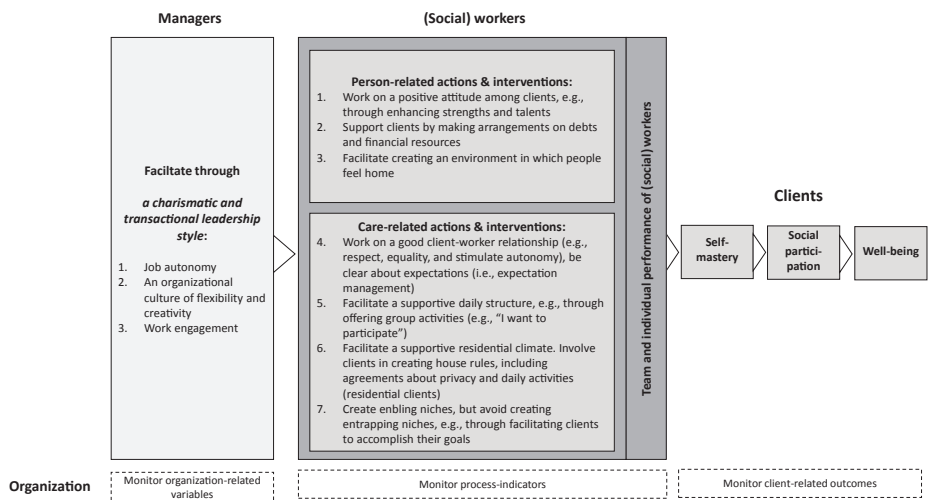 Managers
(Social) workers
Faciltate through
a charismatic and
transactional leadership
style:
1. Job autonomy
2. An organizational
culture of flexibility and
creativity
3. Work engagement
Person-related actions & interventions:
1. Work on a positive attitude among clients, e.g.,
through enhancing strengths and talents
2. Support clients by making arrangements on debts
and financial resources
3. Facilitate creating an environment in which people
feel home
Care-related actions & interventions:
4. Work on a good client-worker relationship (e.g.,
respect, equality, and stimulate autonomy), be
clear about expectations (i.e., expectation
management)
5. Facilitate a supportive daily structure, e.g., through
offering group activities (e.g., “I want to
participate”)
6. Facilitate a supportive residential climate. Involve
clients in creating house rules, including
agreements about privacy and daily activities
(residential clients)
7. Create enbling niches, but avoid creating
entrapping niches, e.g., through facilitating clients
to accomplish their goals
Team and individual performance of (social) workers
Clients
Self-
mastery
Social
partici-
pation
Well-being
Organization
Monitor organization-related
variables
Monitor process-indicators
Monitor client-related outcomes